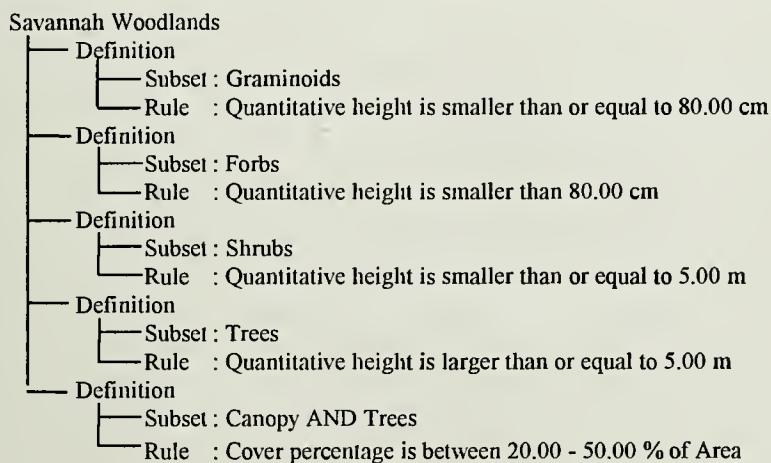 Savannah Woodlands
Definition
Subset : Graminoids
Rule : Quantitative height is smaller than or equal to 80.00 cm
Definition
Subset : Forbs
Rule : Quantitative height is smaller than 80.00 cm
Definition
Subset : Shrubs
Rule : Quantitative height is smaller than or equal to 5.00 m
Definition
Subset : Trees
Rule : Quantitative height is larger than or equal to 5.00 m
Definition
Subset : Canopy AND Trees
Rule : Cover percentage is between 20.00 - 50.00 % of Area